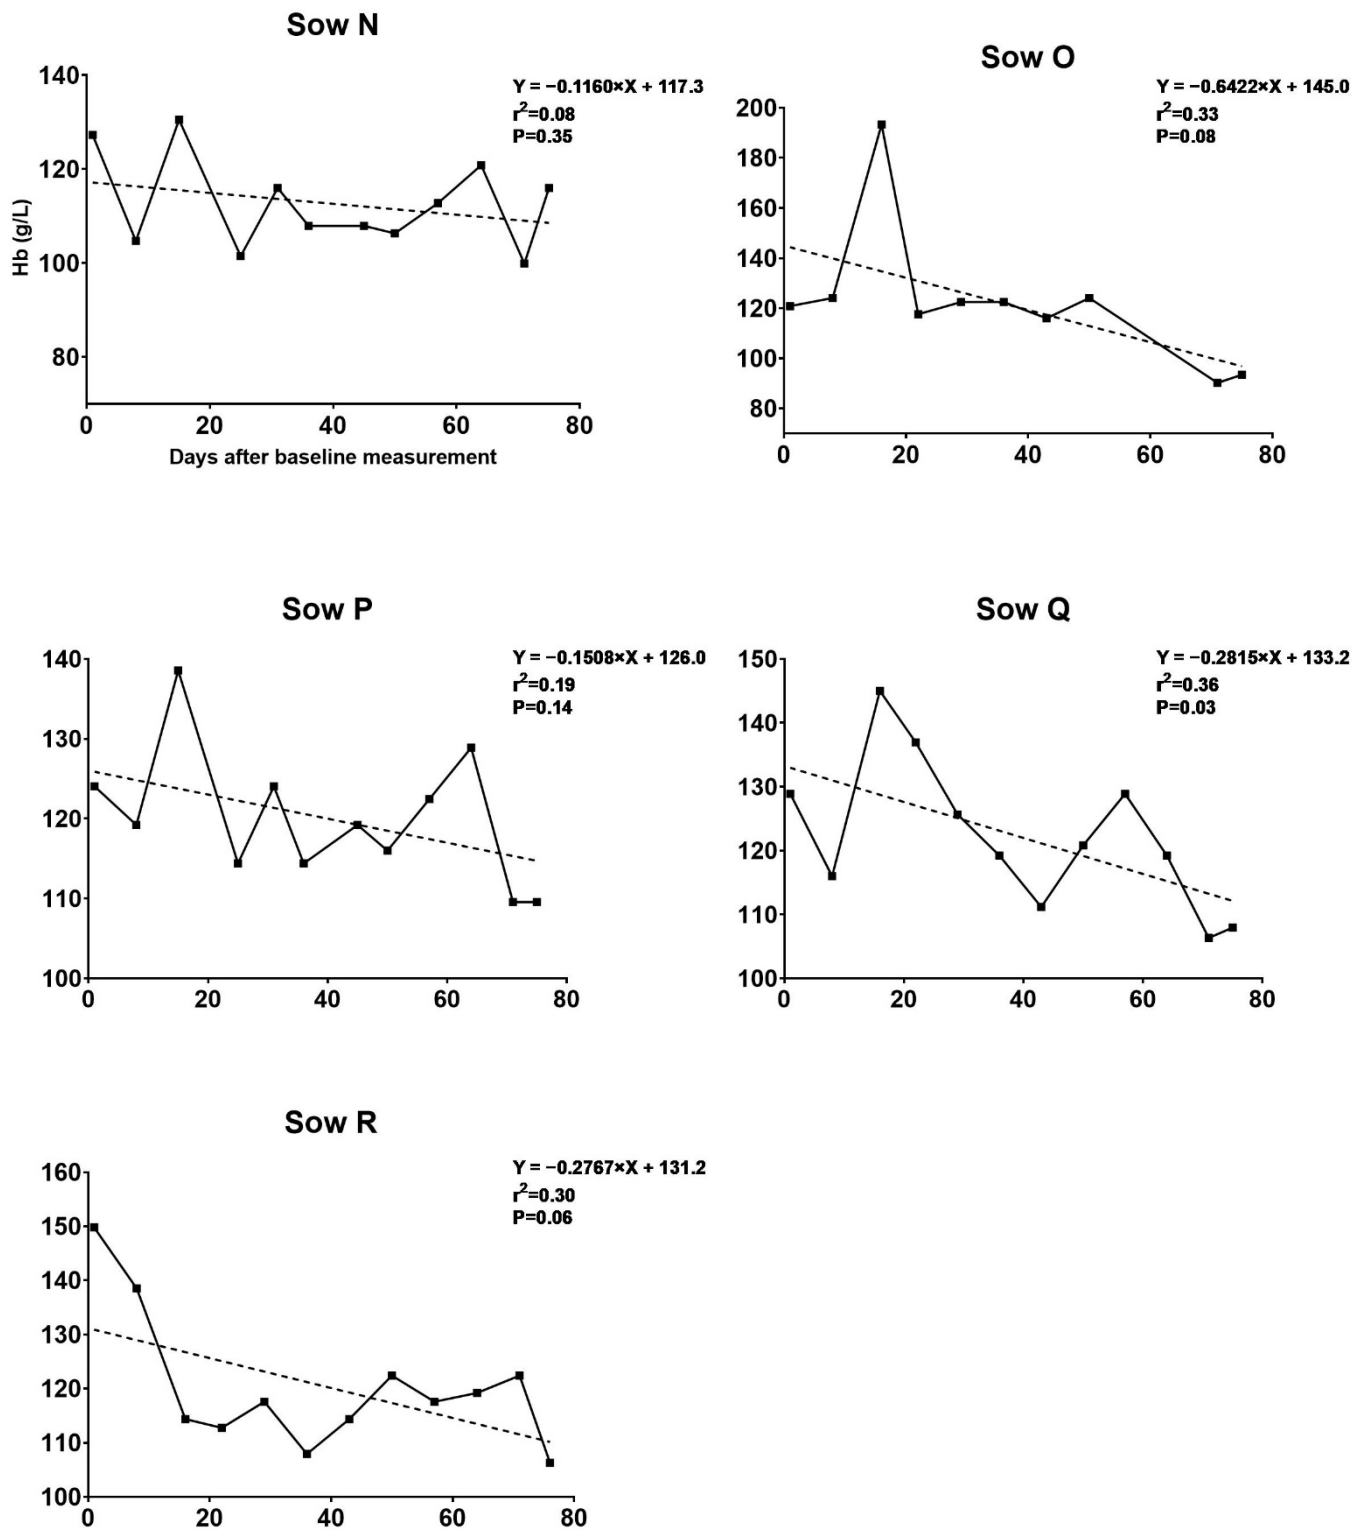 Sow N
Y = −0.1160×X + 117.3
r²=0.08
P=0.35
140
120
100
80
Hb (g/L)
0 20 40 60 80
Days after baseline measurement
Sow O
Y = −0.6422×X + 145.0
r²=0.33
P=0.08
200
180
160
140
120
100
80
0 20 40 60 80
Sow P
Y = −0.1508×X + 126.0
r²=0.19
P=0.14
140
130
120
110
100
0 20 40 60 80
Sow Q
Y = −0.2815×X + 133.2
r²=0.36
P=0.03
150
140
130
120
110
100
0 20 40 60 80
Sow R
Y = −0.2767×X + 131.2
r²=0.30
P=0.06
160
150
140
130
120
110
100
0 20 40 60 80